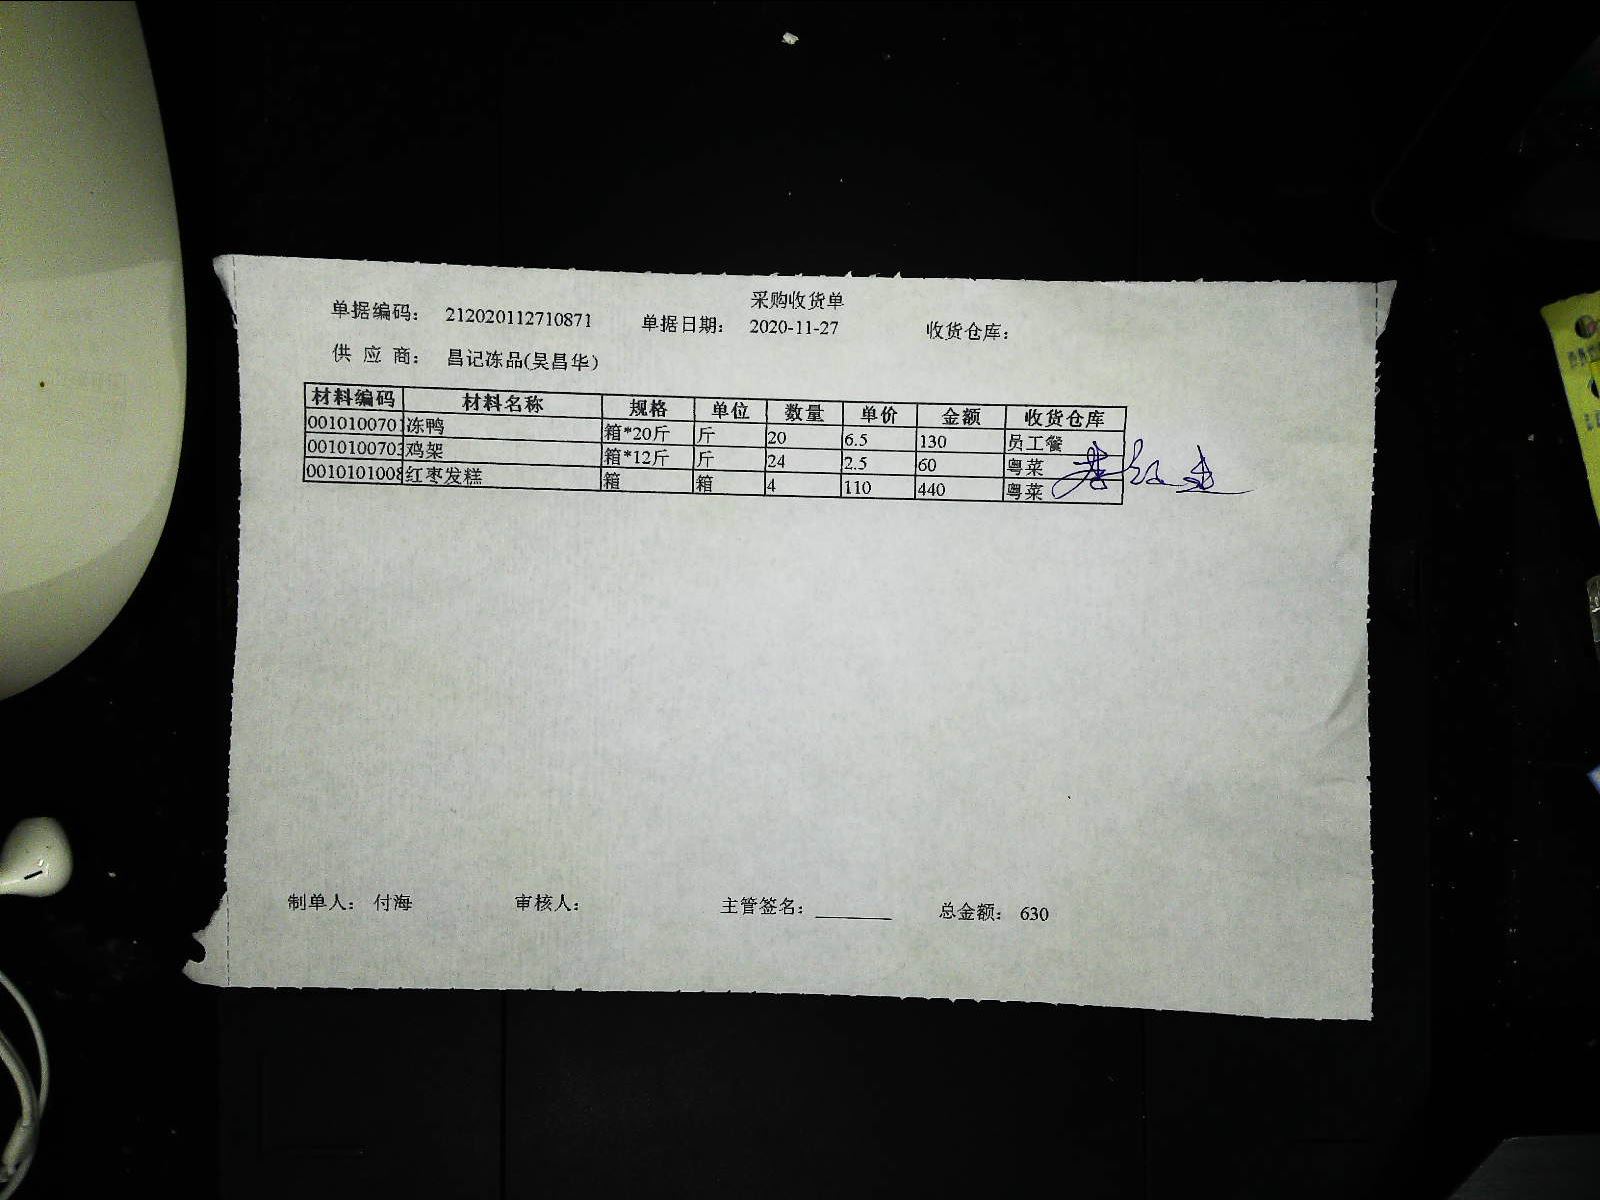 采购收货单
单据编码： 212020112710871 单据日期： 2020-11-27 收货仓库：
供 应 商： 昌记冻品(吴昌华)
材料编码 材料名称 规格 单位 数量 单价 金额 收货仓库
001010070 冻鸭 箱*20斤 斤 20 6.5 130 员工餐
0010100703 鸡架 箱*12斤 斤 24 2.5 60 粤菜
0010101008 红枣发糕 箱 箱 4 110 440 粤菜
制单人： 付海 审核人： 主管签名： 总金额： 630